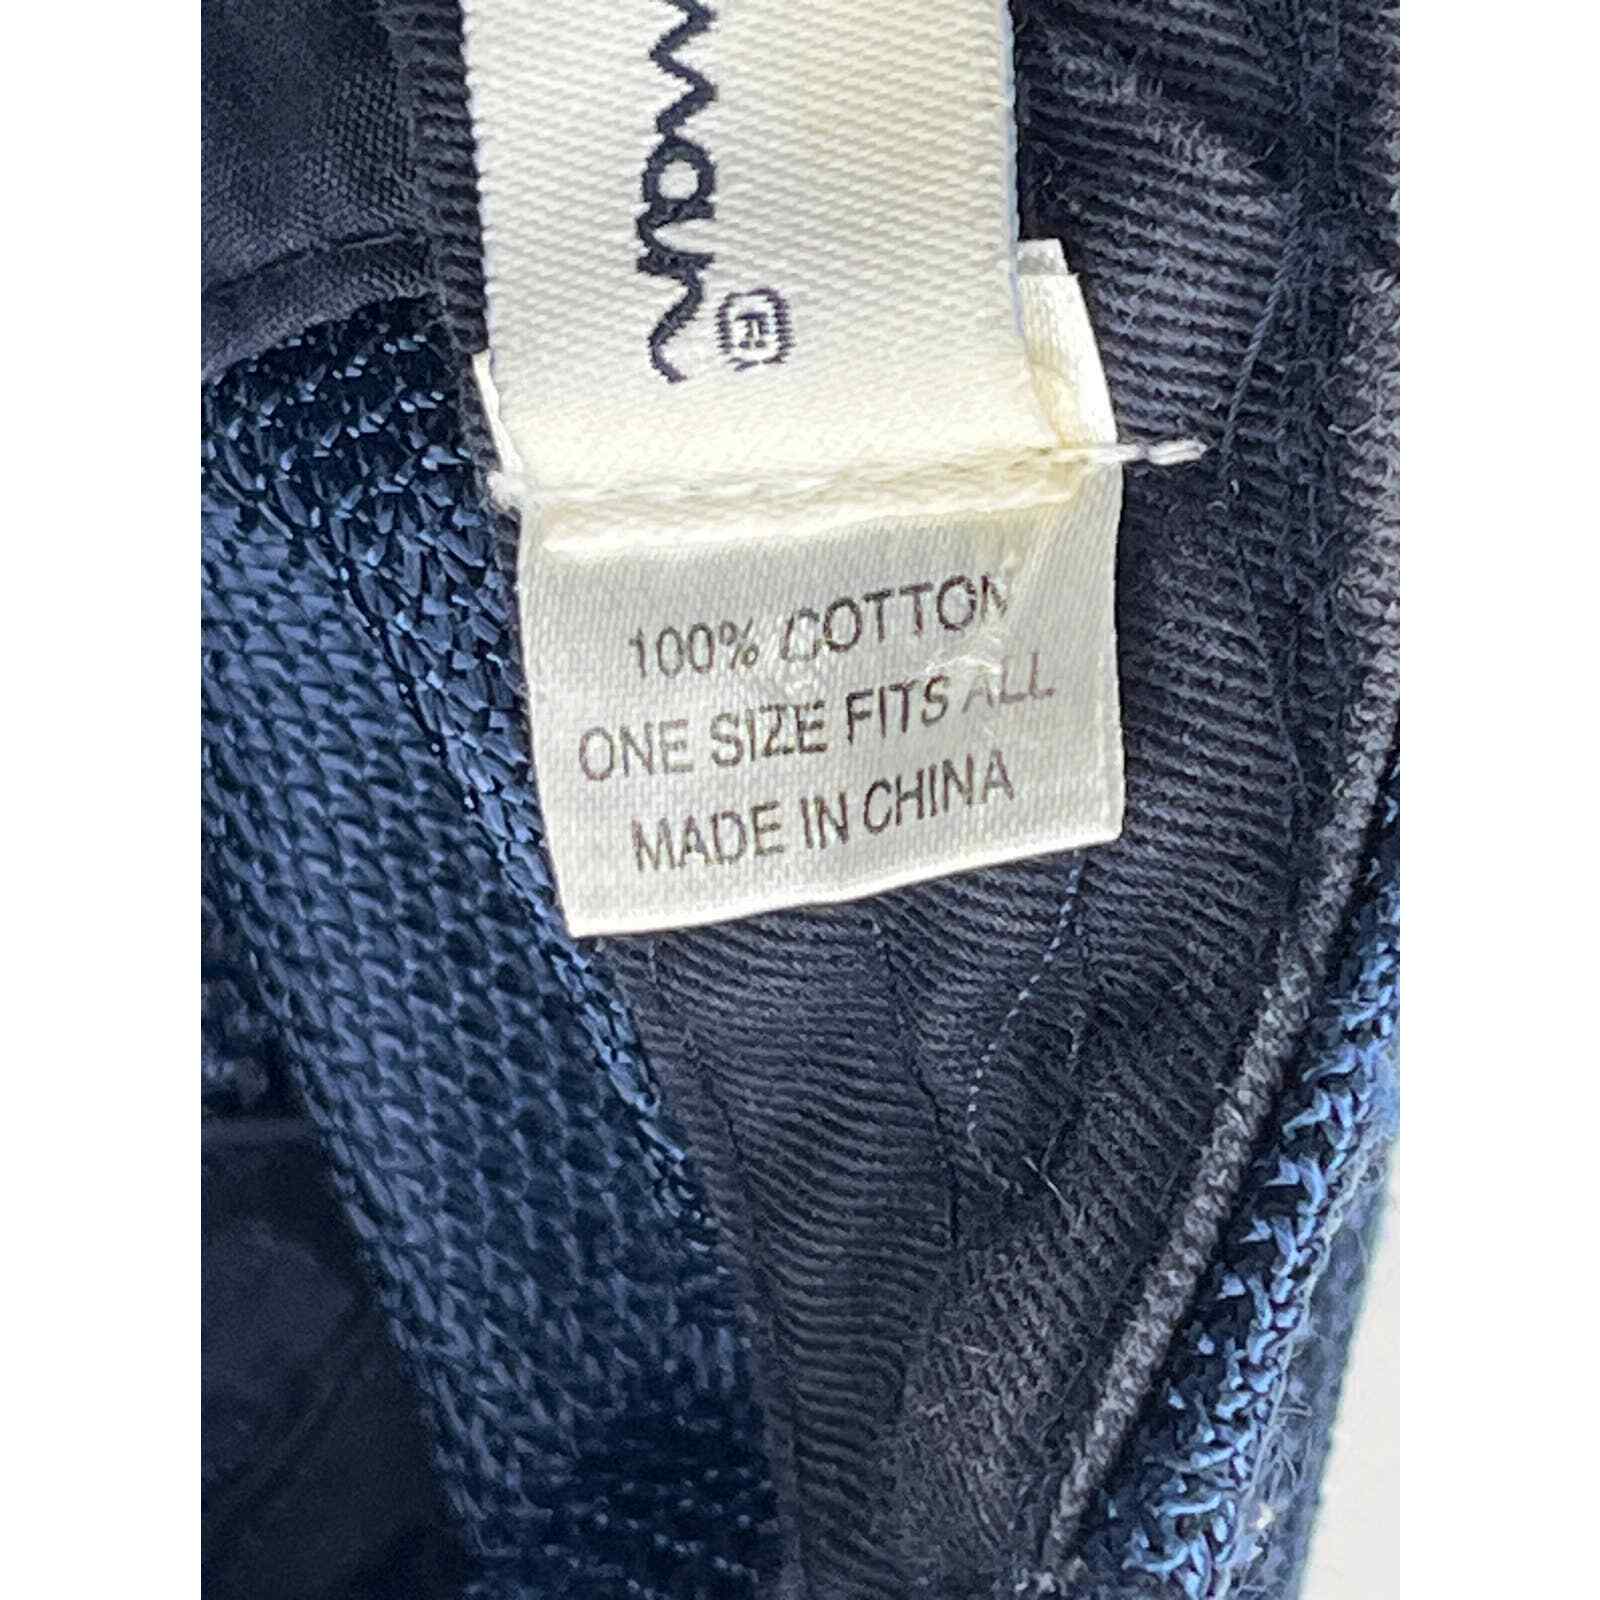 ®
100% COTTON
ONE SIZE FITS ALL
MADE IN CHINA